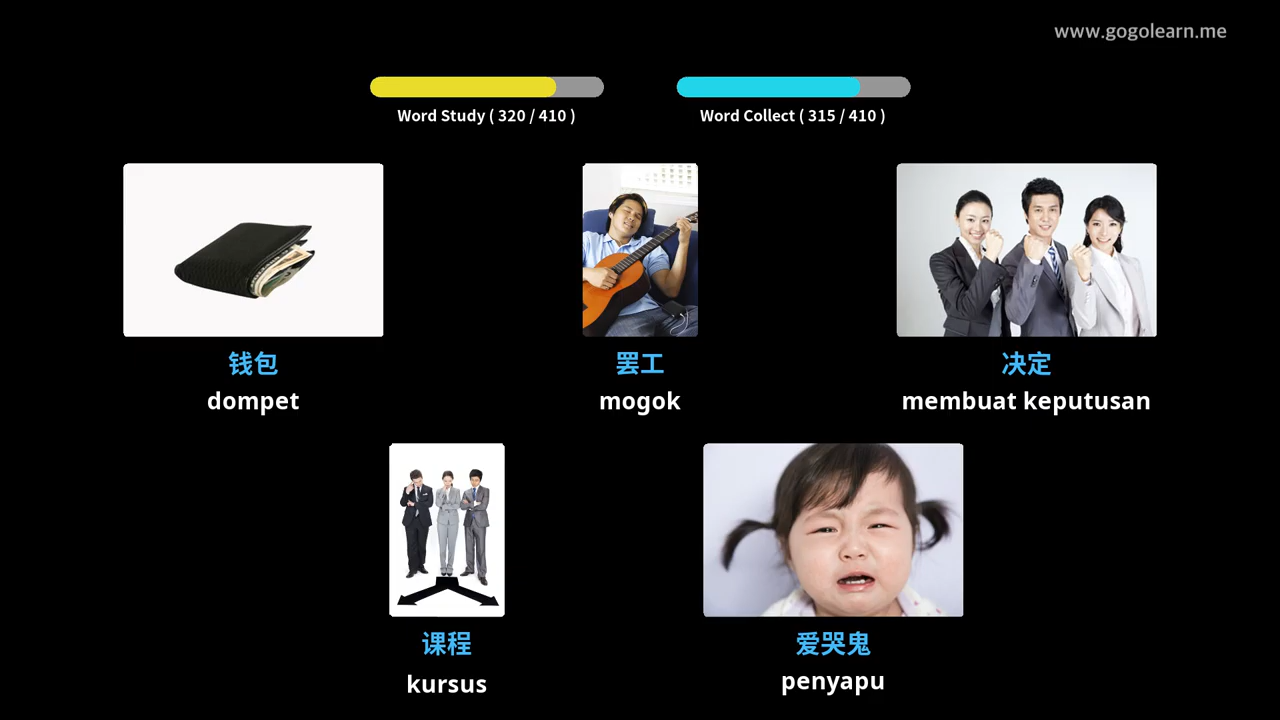 www.gogolearn.me
Word Study ( 320 / 410 )
Word Collect ( 315 / 410 )
钱包
dompet
罢工
mogok
决定
membuat keputusan
课程
kursus
爱哭鬼
penyapu